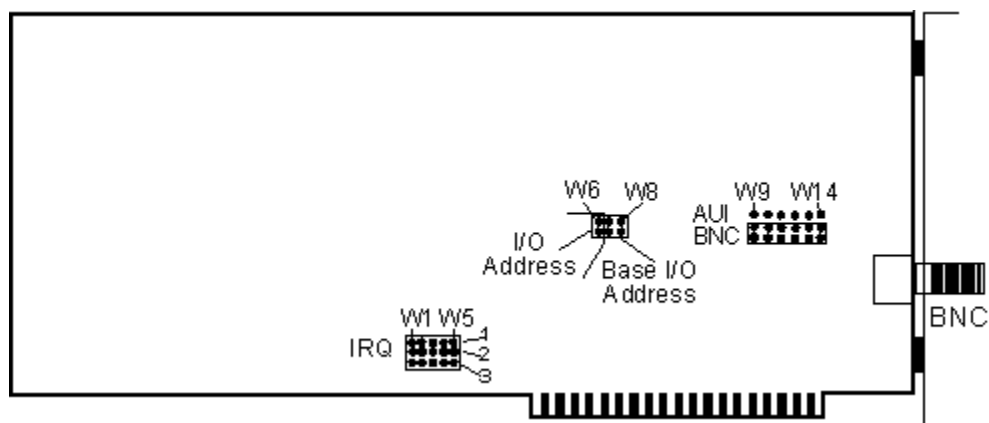 W6 W8
W9 W14
AUI
BNC
I/O
Address
Base I/O
Address
BNC
W1 W5
IRQ
1
2
3